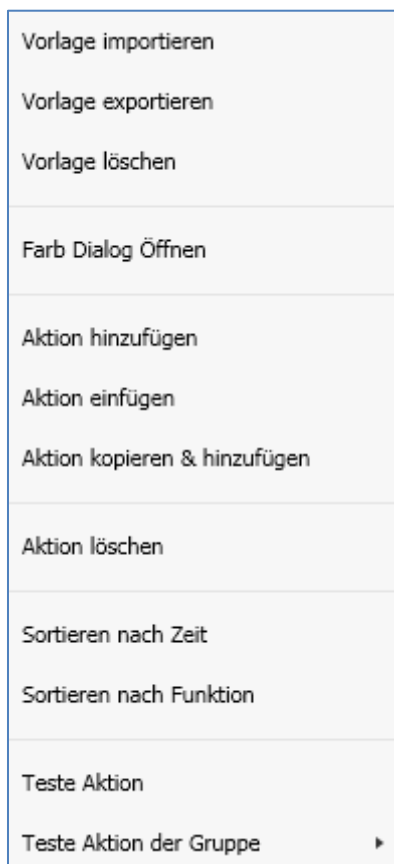 Vorlage importieren
Vorlage exportieren
Vorlage löschen
Farb Dialog Öffnen
Aktion hinzufügen
Aktion einfügen
Aktion kopieren & hinzufügen
Aktion löschen
Sortieren nach Zeit
Sortieren nach Funktion
Teste Aktion
Teste Aktion der Gruppe